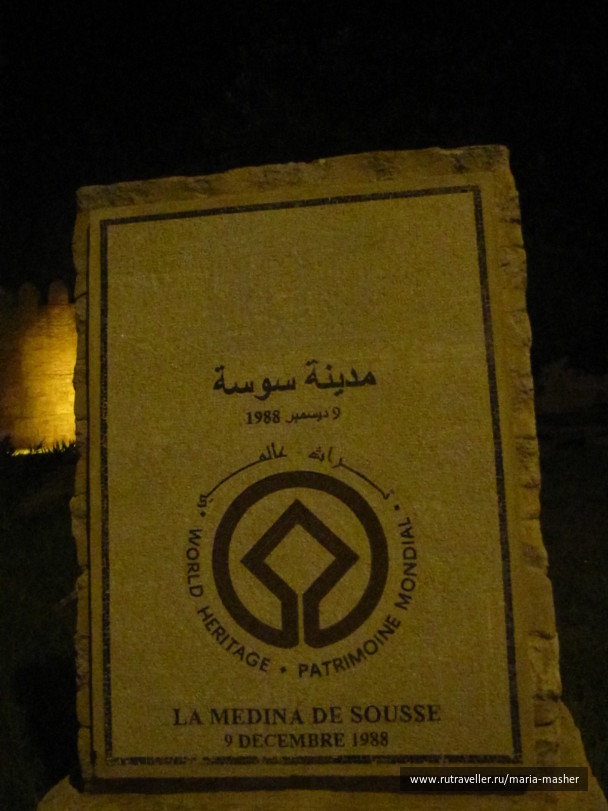 مدينة سوسة
9 دوسمبر 1988
تراث عالمي
• WORLD HERITAGE • PATRIMOINE MONDIAL •
LA MEDINA DE SOUSSE
9 DECEMBRE 1988
www.rutraveller.ru/maria-masher